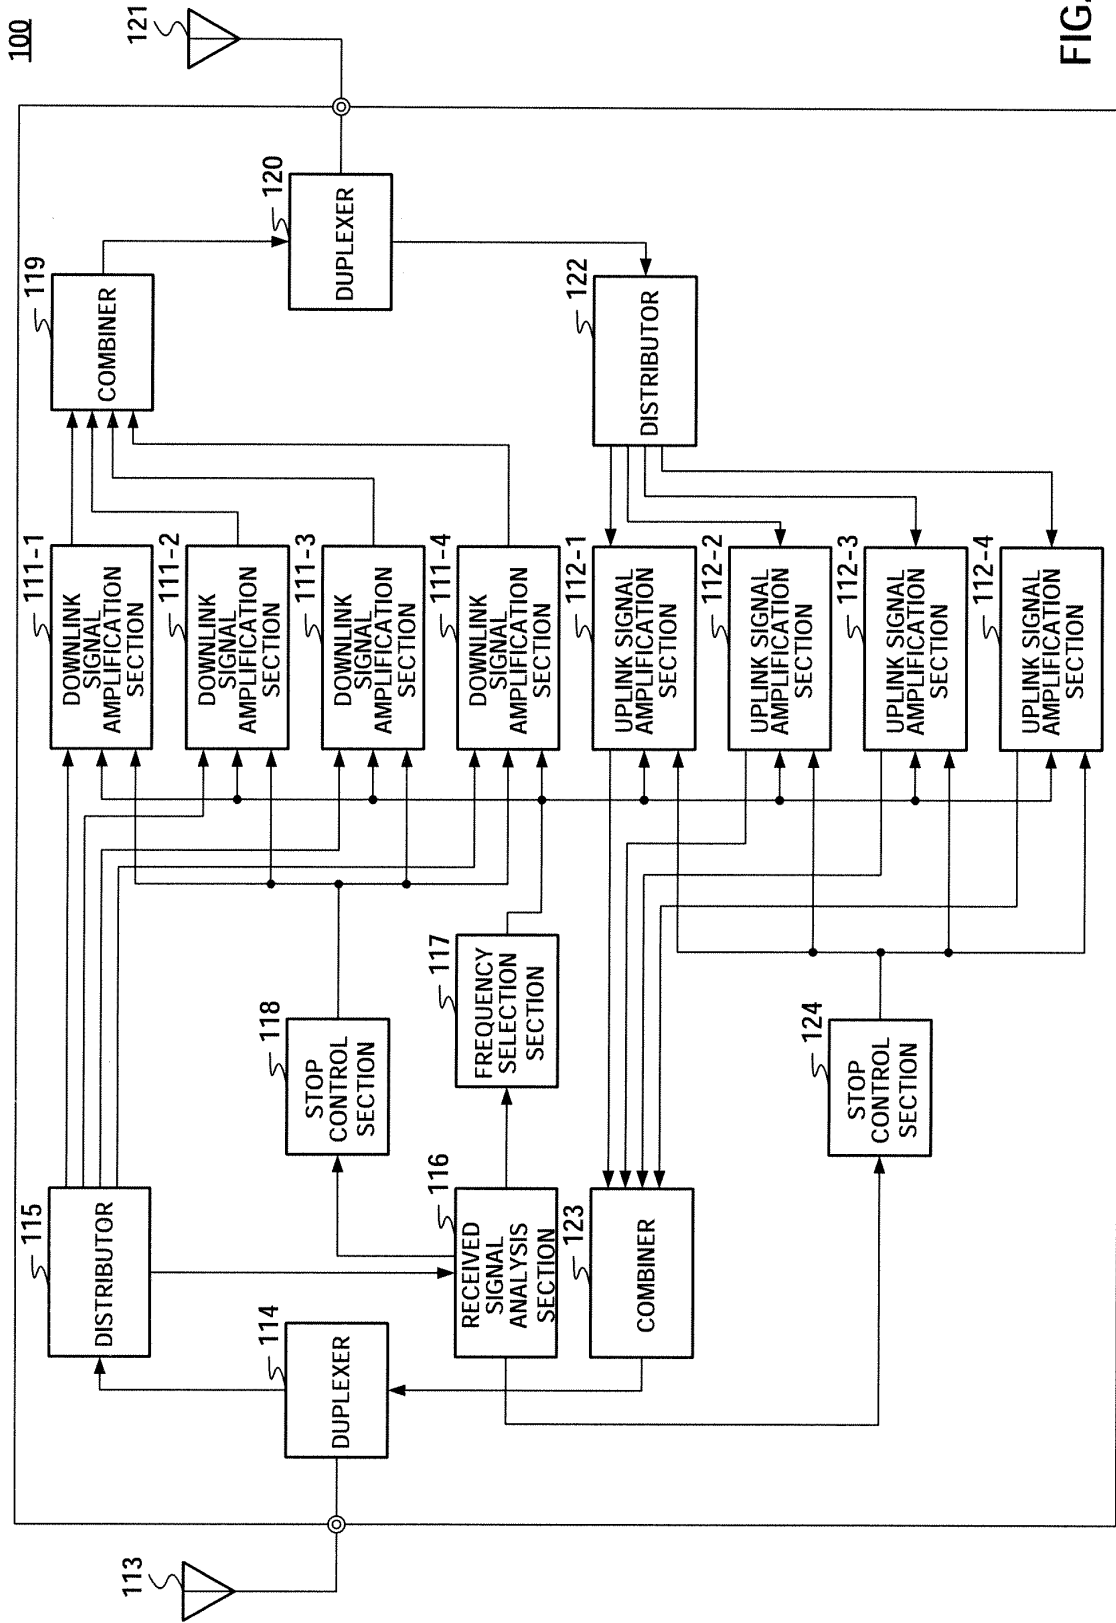 100
121
FIG.
113
114
DUPLEXER
115
DISTRIBUTOR
116
RECEIVED
SIGNAL
ANALYSIS
SECTION
117
FREQUENCY
SELECTION
SECTION
118
STOP
CONTROL
SECTION
111-1
DOWNLINK
SIGNAL
AMPLIFICATION
SECTION
111-2
DOWNLINK
SIGNAL
AMPLIFICATION
SECTION
111-3
DOWNLINK
SIGNAL
AMPLIFICATION
SECTION
111-4
DOWNLINK
SIGNAL
AMPLIFICATION
SECTION
119
COMBINER
120
DUPLEXER
122
DISTRIBUTOR
112-1
UPLINK SIGNAL
AMPLIFICATION
SECTION
112-2
UPLINK SIGNAL
AMPLIFICATION
SECTION
112-3
UPLINK SIGNAL
AMPLIFICATION
SECTION
112-4
UPLINK SIGNAL
AMPLIFICATION
SECTION
123
COMBINER
124
STOP
CONTROL
SECTION